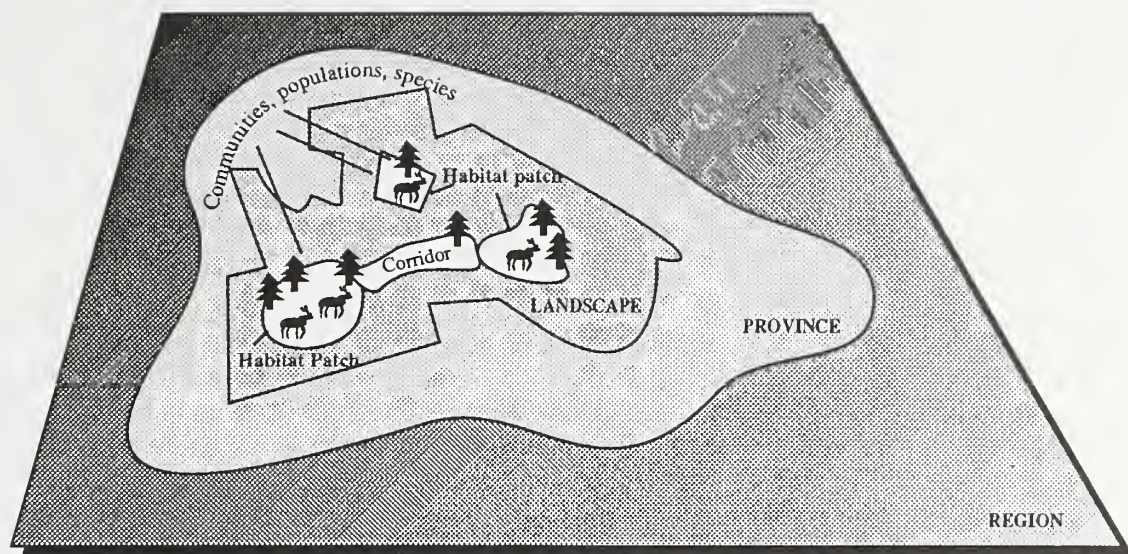 Communities, populations, species
Habitat patch
Corridor
LANDSCAPE
PROVINCE
Habitat Patch
REGION